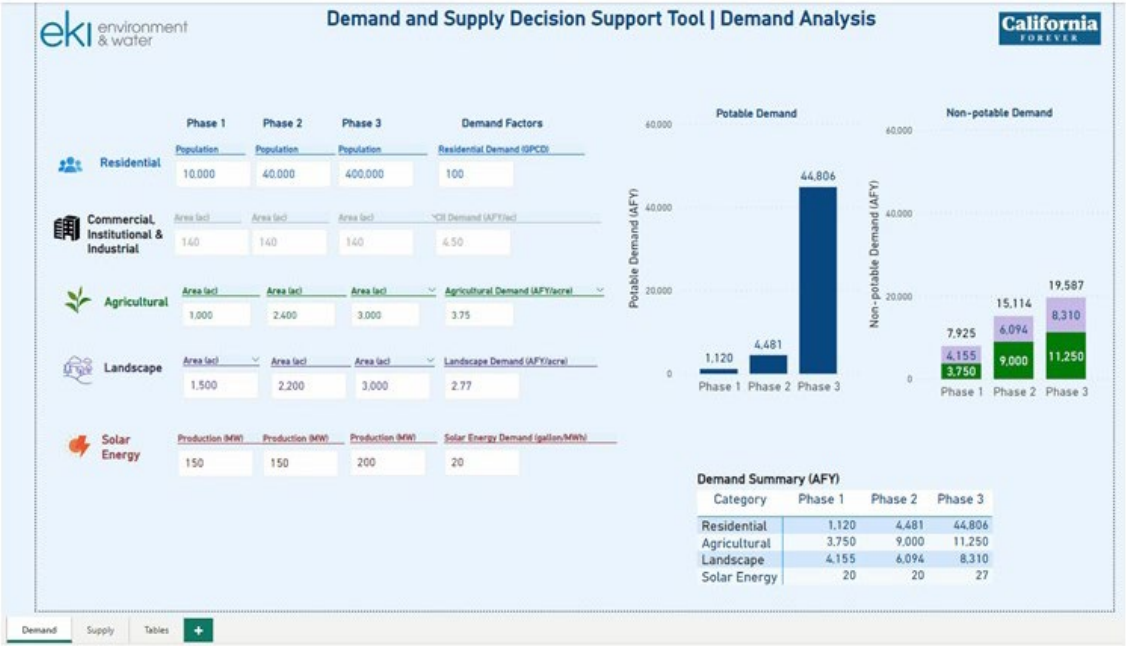 eki environment
& water
Demand and Supply Decision Support Tool | Demand Analysis
California
FOREVER
Phase 1 Phase 2 Phase 3 Demand Factors
Residential
Population Population Population Residential Demand (GPCD)
10,000 40,000 400,000 100
Commercial,
Institutional &
Industrial
Area (ac) Area (ac) Area (ac) CII Demand (AFY/ac)
140 140 140 4.50
Agricultural
Area (ac) Area (ac) Area (ac) Agricultural Demand (AFY/acre)
1,000 2,400 3,000 3.75
Landscape
Area (ac) Area (ac) Area (ac) Landscape Demand (AFY/acre)
1,500 2,200 3,000 2.77
Solar
Energy
Production (MW) Production (MW) Production (MW) Solar Energy Demand (gallon/MWh)
150 150 200 20
Potable Demand
Potable Demand (AFY)
60,000
40,000
20,000
0
1,120
4,481
44,806
Phase 1 Phase 2 Phase 3
Non-potable Demand
Non-potable Demand (AFY)
60,000
40,000
20,000
0
7,925
4,155
3,750
15,114
6,094
9,000
19,587
8,310
11,250
Phase 1 Phase 2 Phase 3
Demand Summary (AFY)
Category Phase 1 Phase 2 Phase 3
Residential 1,120 4,481 44,806
Agricultural 3,750 9,000 11,250
Landscape 4,155 6,094 8,310
Solar Energy 20 20 27
Demand Supply Tables +